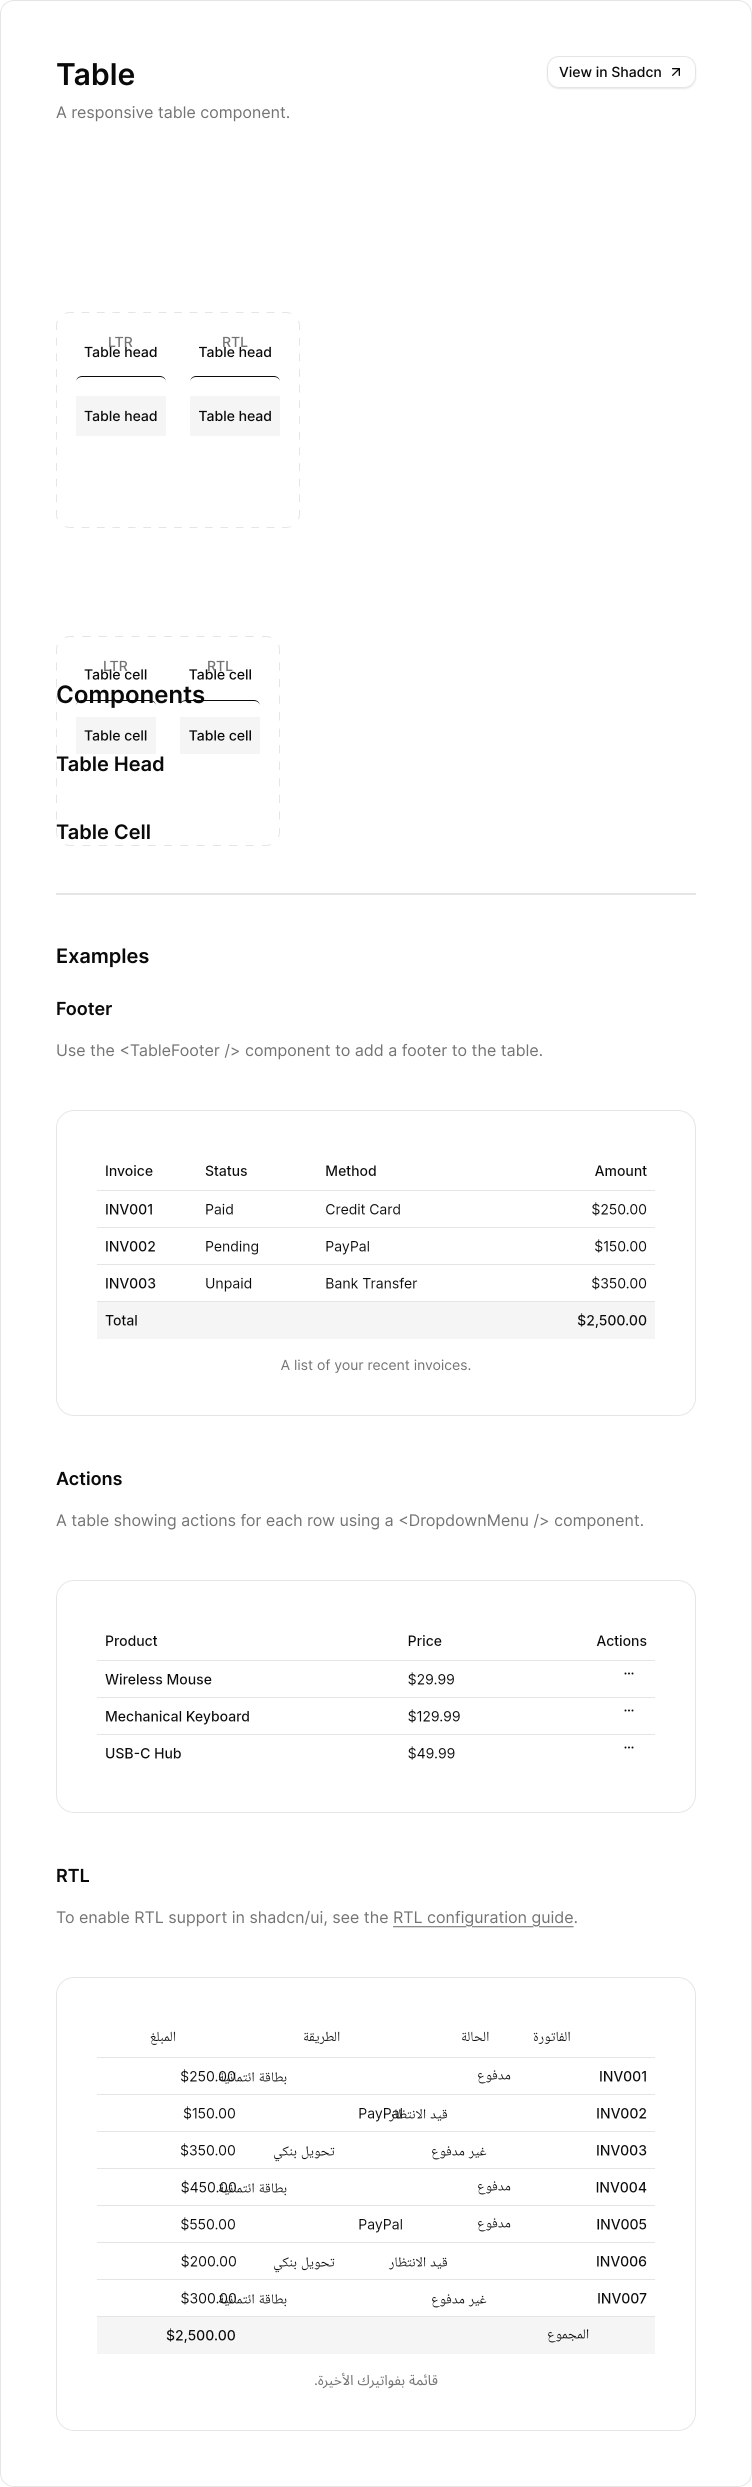 Table
View in Shadcn
A responsive table component.
LTR RTL
Table head Table head
Table head Table head
LTR RTL
Table cell Table cell
Components
Table cell Table cell
Table Head
Table Cell
Examples
Footer
Use the <TableFooter /> component to add a footer to the table.
Invoice Status Method Amount
INV001 Paid Credit Card $250.00
INV002 Pending PayPal $150.00
INV003 Unpaid Bank Transfer $350.00
Total $2,500.00
A list of your recent invoices.
Actions
A table showing actions for each row using a <DropdownMenu /> component.
Product Price Actions
Wireless Mouse $29.99 ...
Mechanical Keyboard $129.99 ...
USB-C Hub $49.99 ...
RTL
To enable RTL support in shadcn/ui, see the RTL configuration guide.
الفاتورة الحالة الطريقة المبلغ
INV001 مدفوع بطاقة ائتمانية $250.00
INV002 قيد الانتظار PayPal $150.00
INV003 غير مدفوع تحويل بنكي $350.00
INV004 مدفوع بطاقة ائتمانية $450.00
INV005 مدفوع PayPal $550.00
INV006 قيد الانتظار تحويل بنكي $200.00
INV007 غير مدفوع بطاقة ائتمانية $300.00
المجموع $2,500.00
قائمة بفواتيرك الأخيرة.